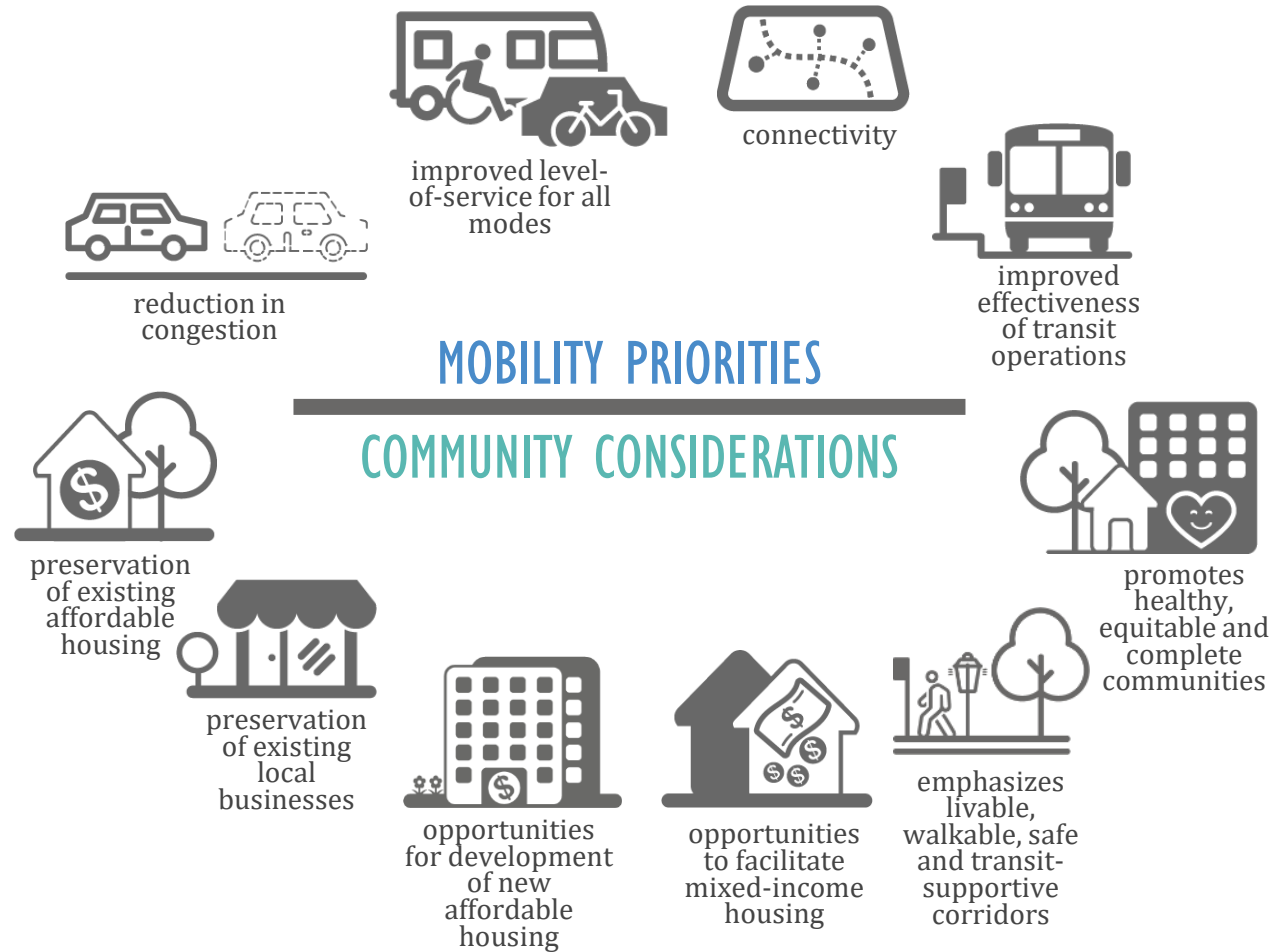 connectivity
improved level-
of-service for all
modes
reduction in
congestion
improved
effectiveness
of transit
operations
MOBILITY PRIORITIES
COMMUNITY CONSIDERATIONS
$
preservation
of existing
affordable
housing
preservation
of existing
local
businesses
$
opportunities
for development
of new
affordable
housing
$
$
$ $
opportunities
to facilitate
mixed-income
housing
emphasizes
livable,
walkable, safe
and transit-
supportive
corridors
promotes
healthy,
equitable and
complete
communities